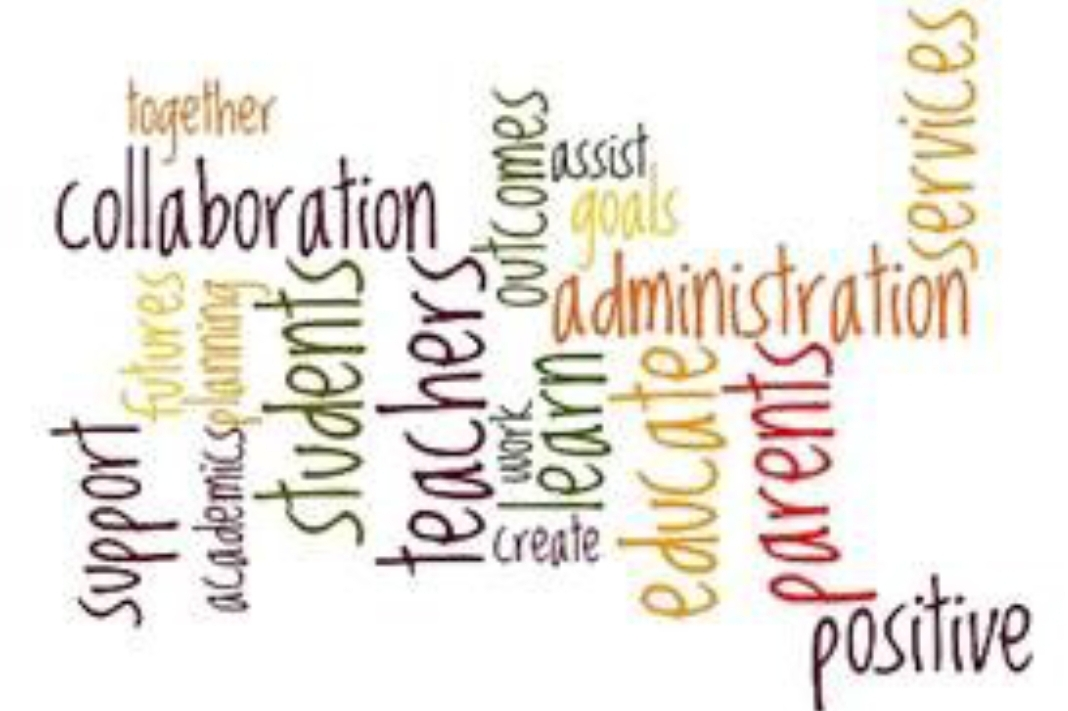 services
together
outcomes
assist
collaboration
goals
administration
futures
planning
students
teachers
learn
educate
parents
support
academics
work
create
positive